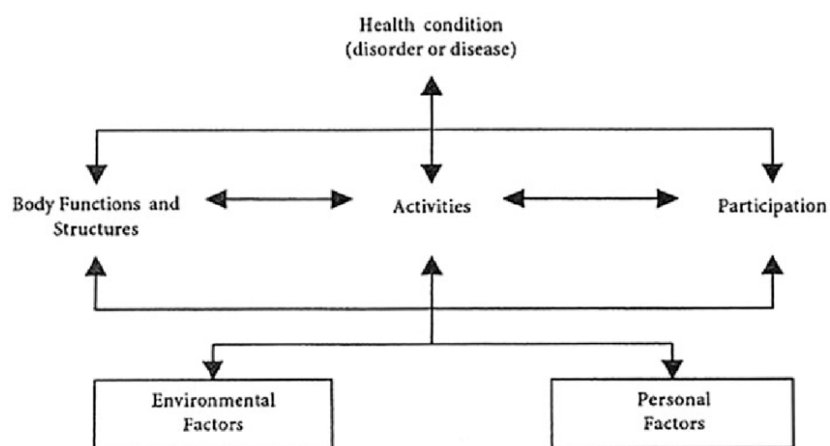 Health condition
(disorder or disease)
Body Functions and
Structures
Activities
Participation
Environmental
Factors
Personal
Factors